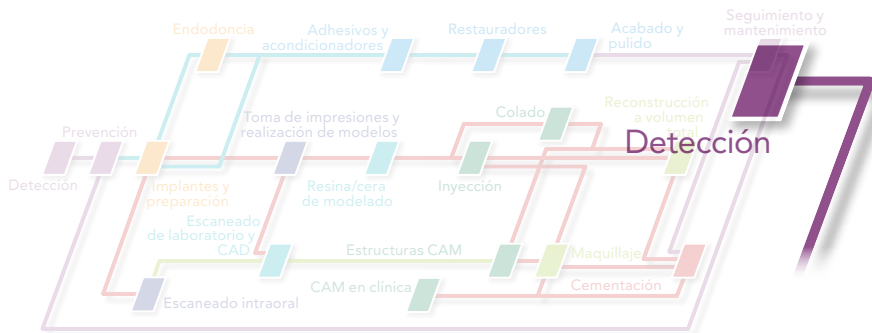 Seguimiento y
mantenimiento
Endodoncia
Adhesivos y
acondicionadores
Restauradores
Acabado y
pulido
Prevención
Toma de impresiones y
realización de modelos
Colado
Reconstrucción
a volumen
total
Detección
Detección
Implantes y
preparación
Resina/cera
de modelado
Inyección
Escaneado
de laboratorio y
CAD
Estructuras CAM
Maquillaje
Escaneado intraoral
CAM en clínica
Cementación